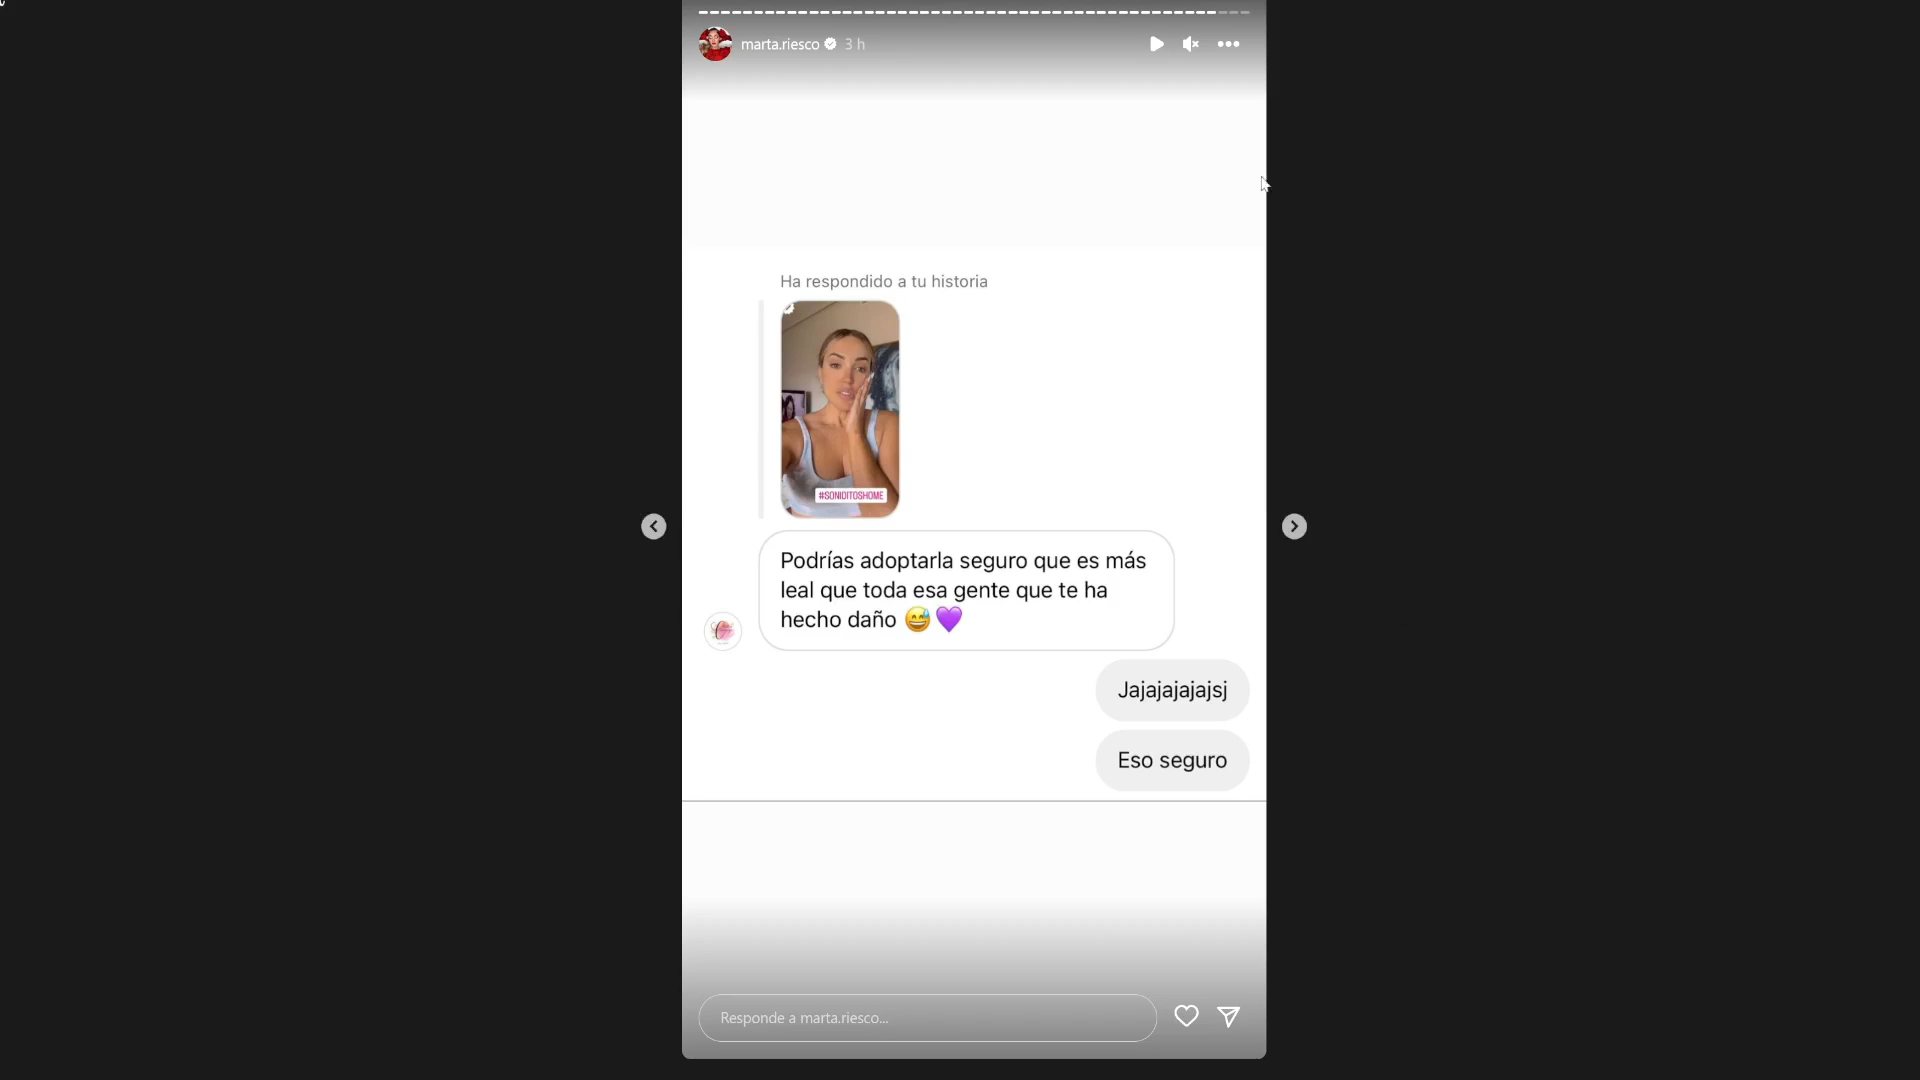 marta.riesco 3 h
Ha respondido a tu historia
#SONIDITOSHOME
Podrías adoptarla seguro que es más
leal que toda esa gente que te ha
hecho daño 😅💜
Jajajajajajsj
Eso seguro
Responde a marta.riesco...